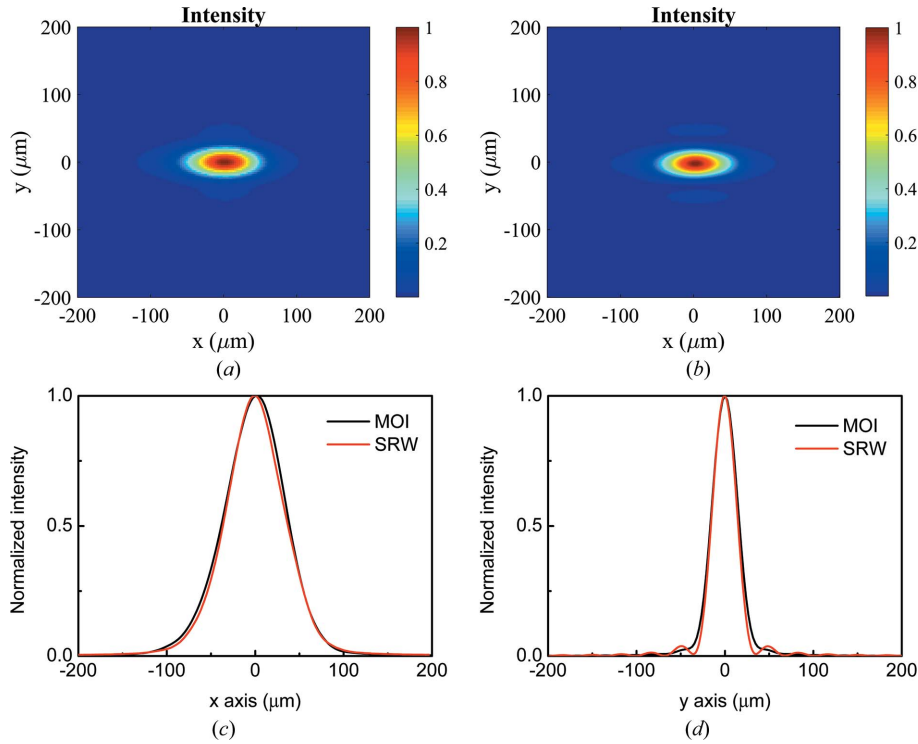 Intensity
200
100
0
-100
-200
y (μm)
-200 -100 0 100 200
x (μm)
1
0.8
0.6
0.4
0.2
(a)
Intensity
200
100
0
-100
-200
y (μm)
-200 -100 0 100 200
x (μm)
1
0.8
0.6
0.4
0.2
(b)
1.0
0.5
0.0
Normalized intensity
MOI
SRW
-200 -100 0 100 200
x axis (μm)
(c)
1.0
0.5
0.0
Normalized intensity
MOI
SRW
-200 -100 0 100 200
y axis (μm)
(d)